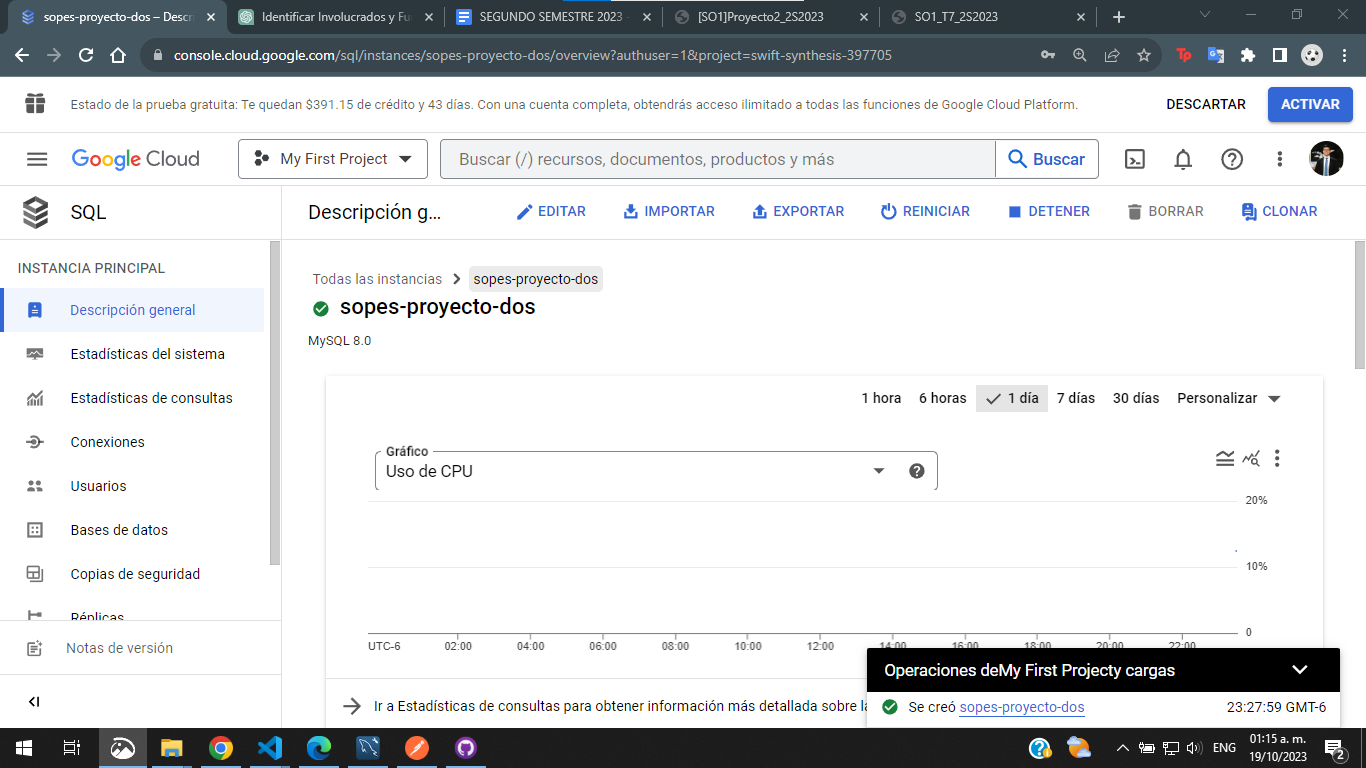 sopes-proyecto-dos – Descri
Identificar Involucrados y Fu
SEGUNDO SEMESTRE 2023 -
[SO1]Proyecto2_2S2023
SO1_T7_2S2023
console.cloud.google.com/sql/instances/sopes-proyecto-dos/overview?authuser=1&project=swift-synthesis-397705
Estado de la prueba gratuita: Te quedan $391.15 de crédito y 43 días. Con una cuenta completa, obtendrás acceso ilimitado a todas las funciones de Google Cloud Platform.
DESCARTAR
ACTIVAR
Google Cloud
My First Project
Buscar (/) recursos, documentos, productos y más
Buscar
SQL
Descripción g...
EDITAR
IMPORTAR
EXPORTAR
REINICIAR
DETENER
BORRAR
CLONAR
INSTANCIA PRINCIPAL
Descripción general
Estadísticas del sistema
Estadísticas de consultas
Conexiones
Usuarios
Bases de datos
Copias de seguridad
Réplicas
Notas de versión
Todas las instancias
sopes-proyecto-dos
sopes-proyecto-dos
MySQL 8.0
1 hora
6 horas
1 día
7 días
30 días
Personalizar
Gráfico
Uso de CPU
20%
10%
0
UTC-6
02:00
04:00
06:00
08:00
10:00
12:00
14:00
16:00
18:00
20:00
22:00
Ir a Estadísticas de consultas para obtener información más detallada sobre la
Operaciones deMy First Projecty cargas
Se creó sopes-proyecto-dos
23:27:59 GMT-6
ENG
01:15 a. m.
19/10/2023
2